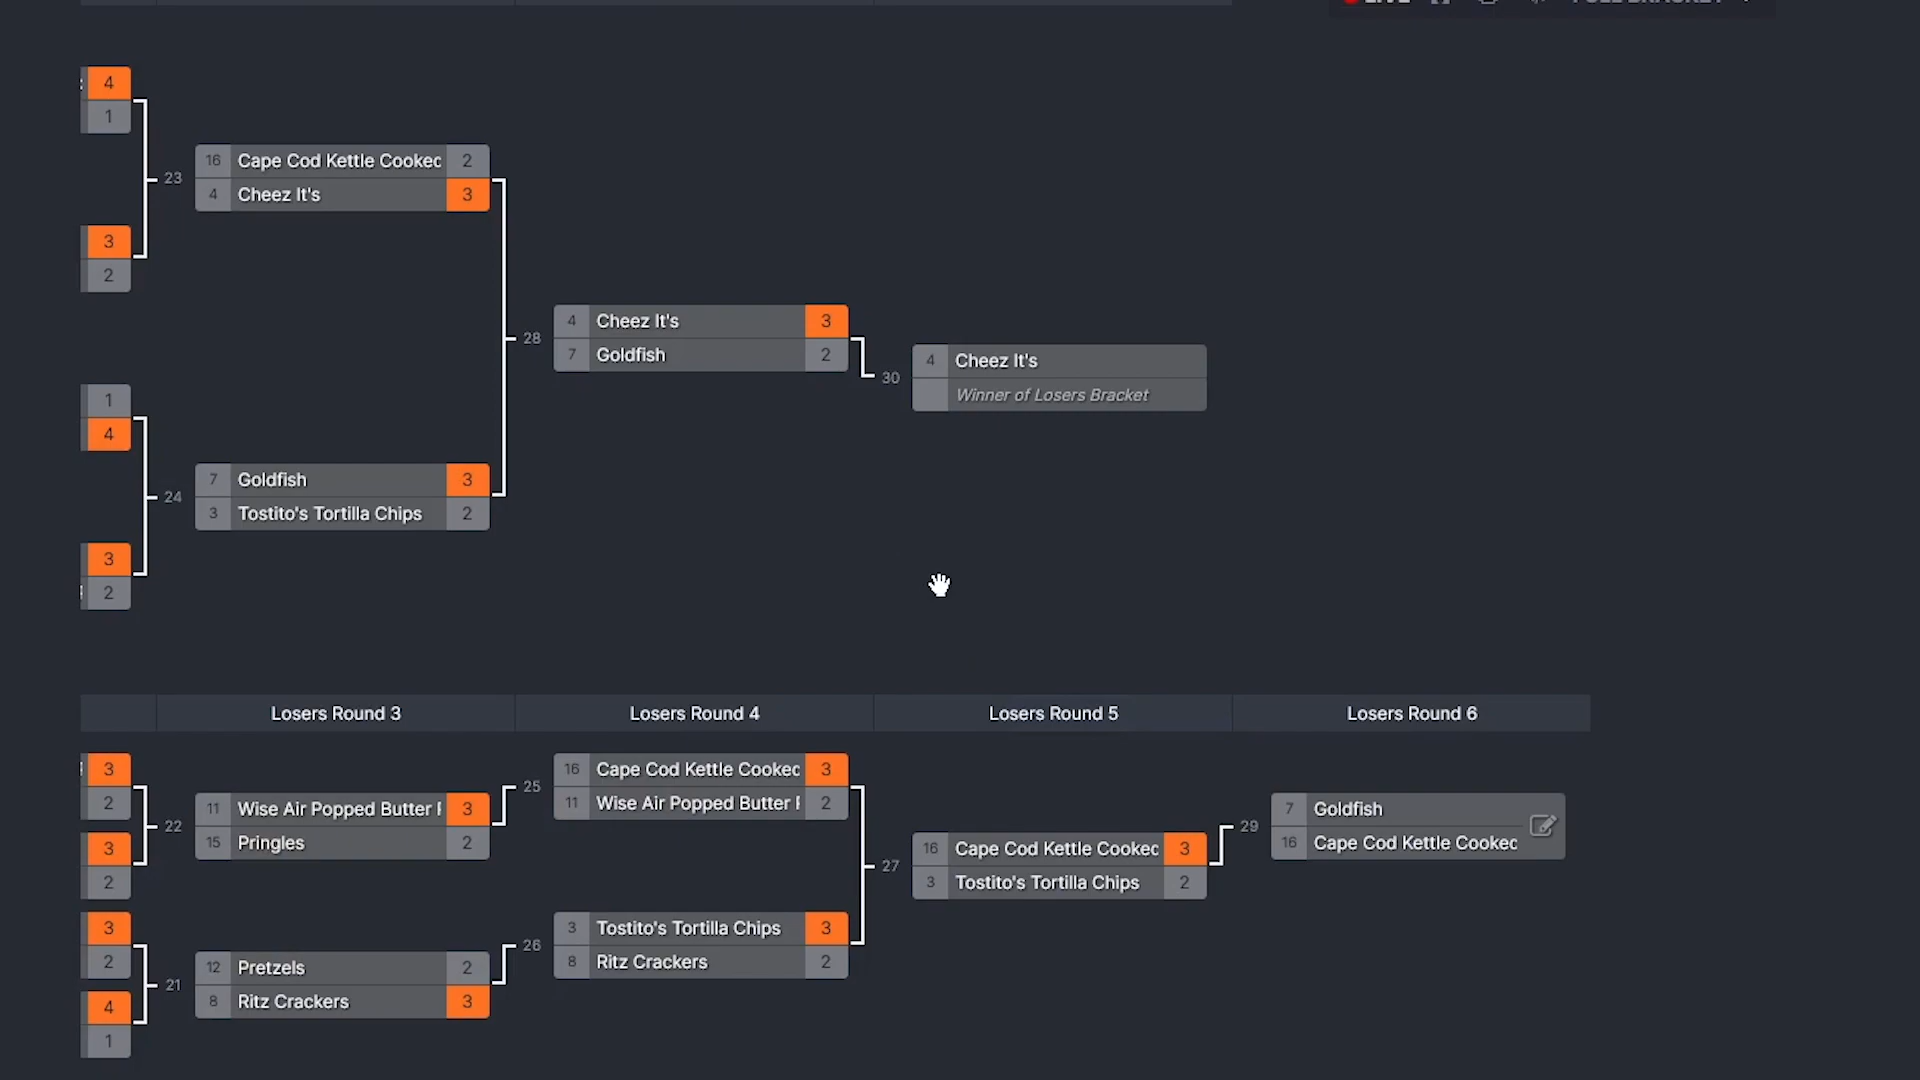 4
1
23
16 Cape Cod Kettle Cooked 2
4 Cheez It's 3
3
2
28
4 Cheez It's 3
7 Goldfish 2
30
4 Cheez It's
Winner of Losers Bracket
1
4
24
7 Goldfish 3
3 Tostito's Tortilla Chips 2
3
2
Losers Round 3
Losers Round 4
Losers Round 5
Losers Round 6
3
2
3
2
22
11 Wise Air Popped Butter 3
15 Pringles 2
25
16 Cape Cod Kettle Cooked 3
11 Wise Air Popped Butter 2
27
16 Cape Cod Kettle Cooked 3
3 Tostito's Tortilla Chips 2
29
7 Goldfish
16 Cape Cod Kettle Cooked
3
2
4
1
21
12 Pretzels 2
8 Ritz Crackers 3
26
3 Tostito's Tortilla Chips 3
8 Ritz Crackers 2